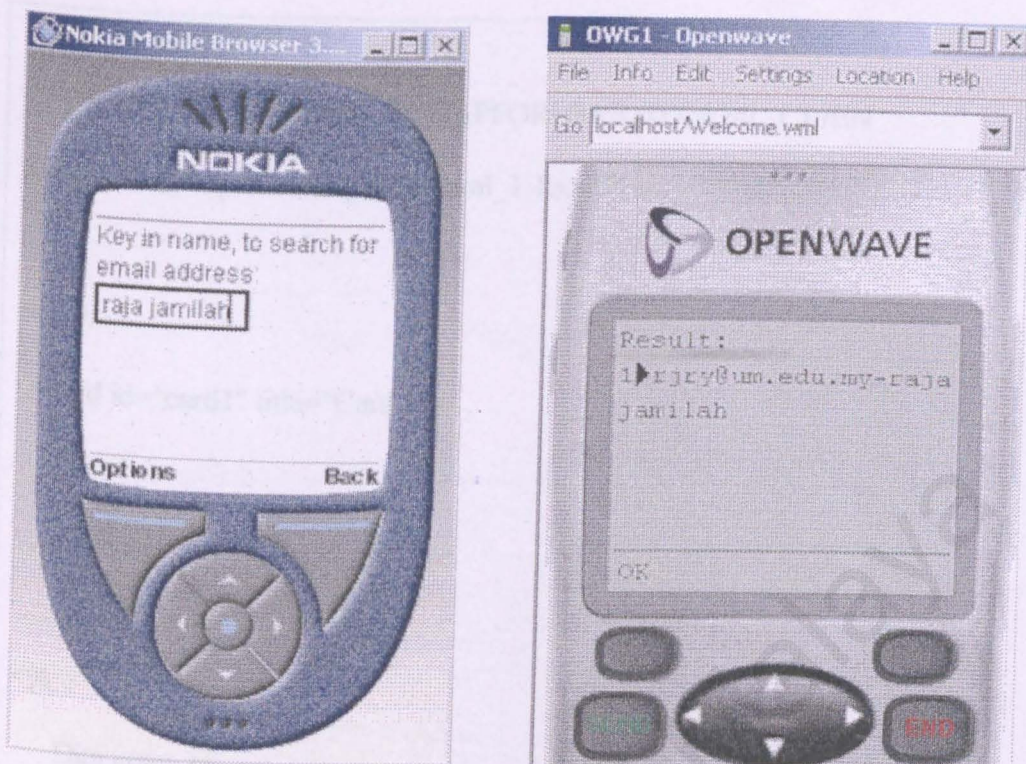 Nokia Mobile Browser 3....
NOKIA
Key in name, to search for
email address:
raja jamilah
Options Back
OWG1 - Openwave
File Info Edit Settings Location Help
Go localhost/Welcome.wml
OPENWAVE
Result:
1 rjry@um.edu.my-raja
jamilah
OK
END